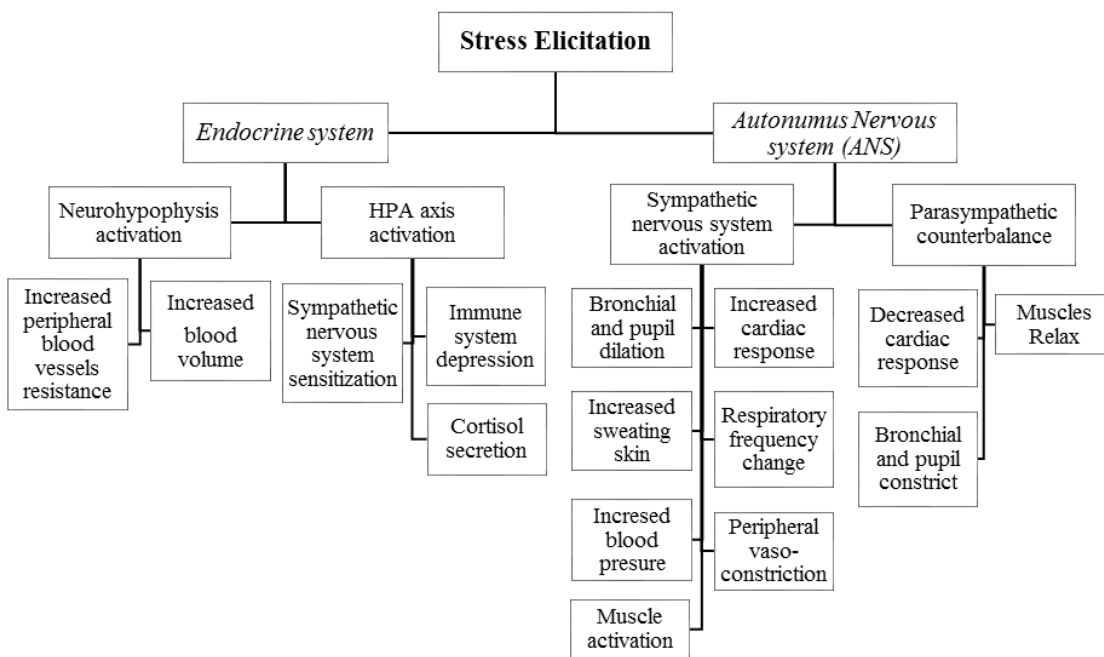 Stress Elicitation
Endocrine system
Autonumus Nervous
system (ANS)
Neurohypophysis
activation
HPA axis
activation
Sympathetic
nervous system
activation
Parasympathetic
counterbalance
Increased
peripheral
blood
vessels
resistance
Increased
blood
volume
Sympathetic
nervous
system
sensitization
Immune
system
depression
Cortisol
secretion
Bronchial
and pupil
dilation
Increased
cardiac
response
Increased
sweating
skin
Respiratory
frequency
change
Incresed
blood
presure
Peripheral
vaso-
constriction
Muscle
activation
Decreased
cardiac
response
Muscles
Relax
Bronchial
and pupil
constrict